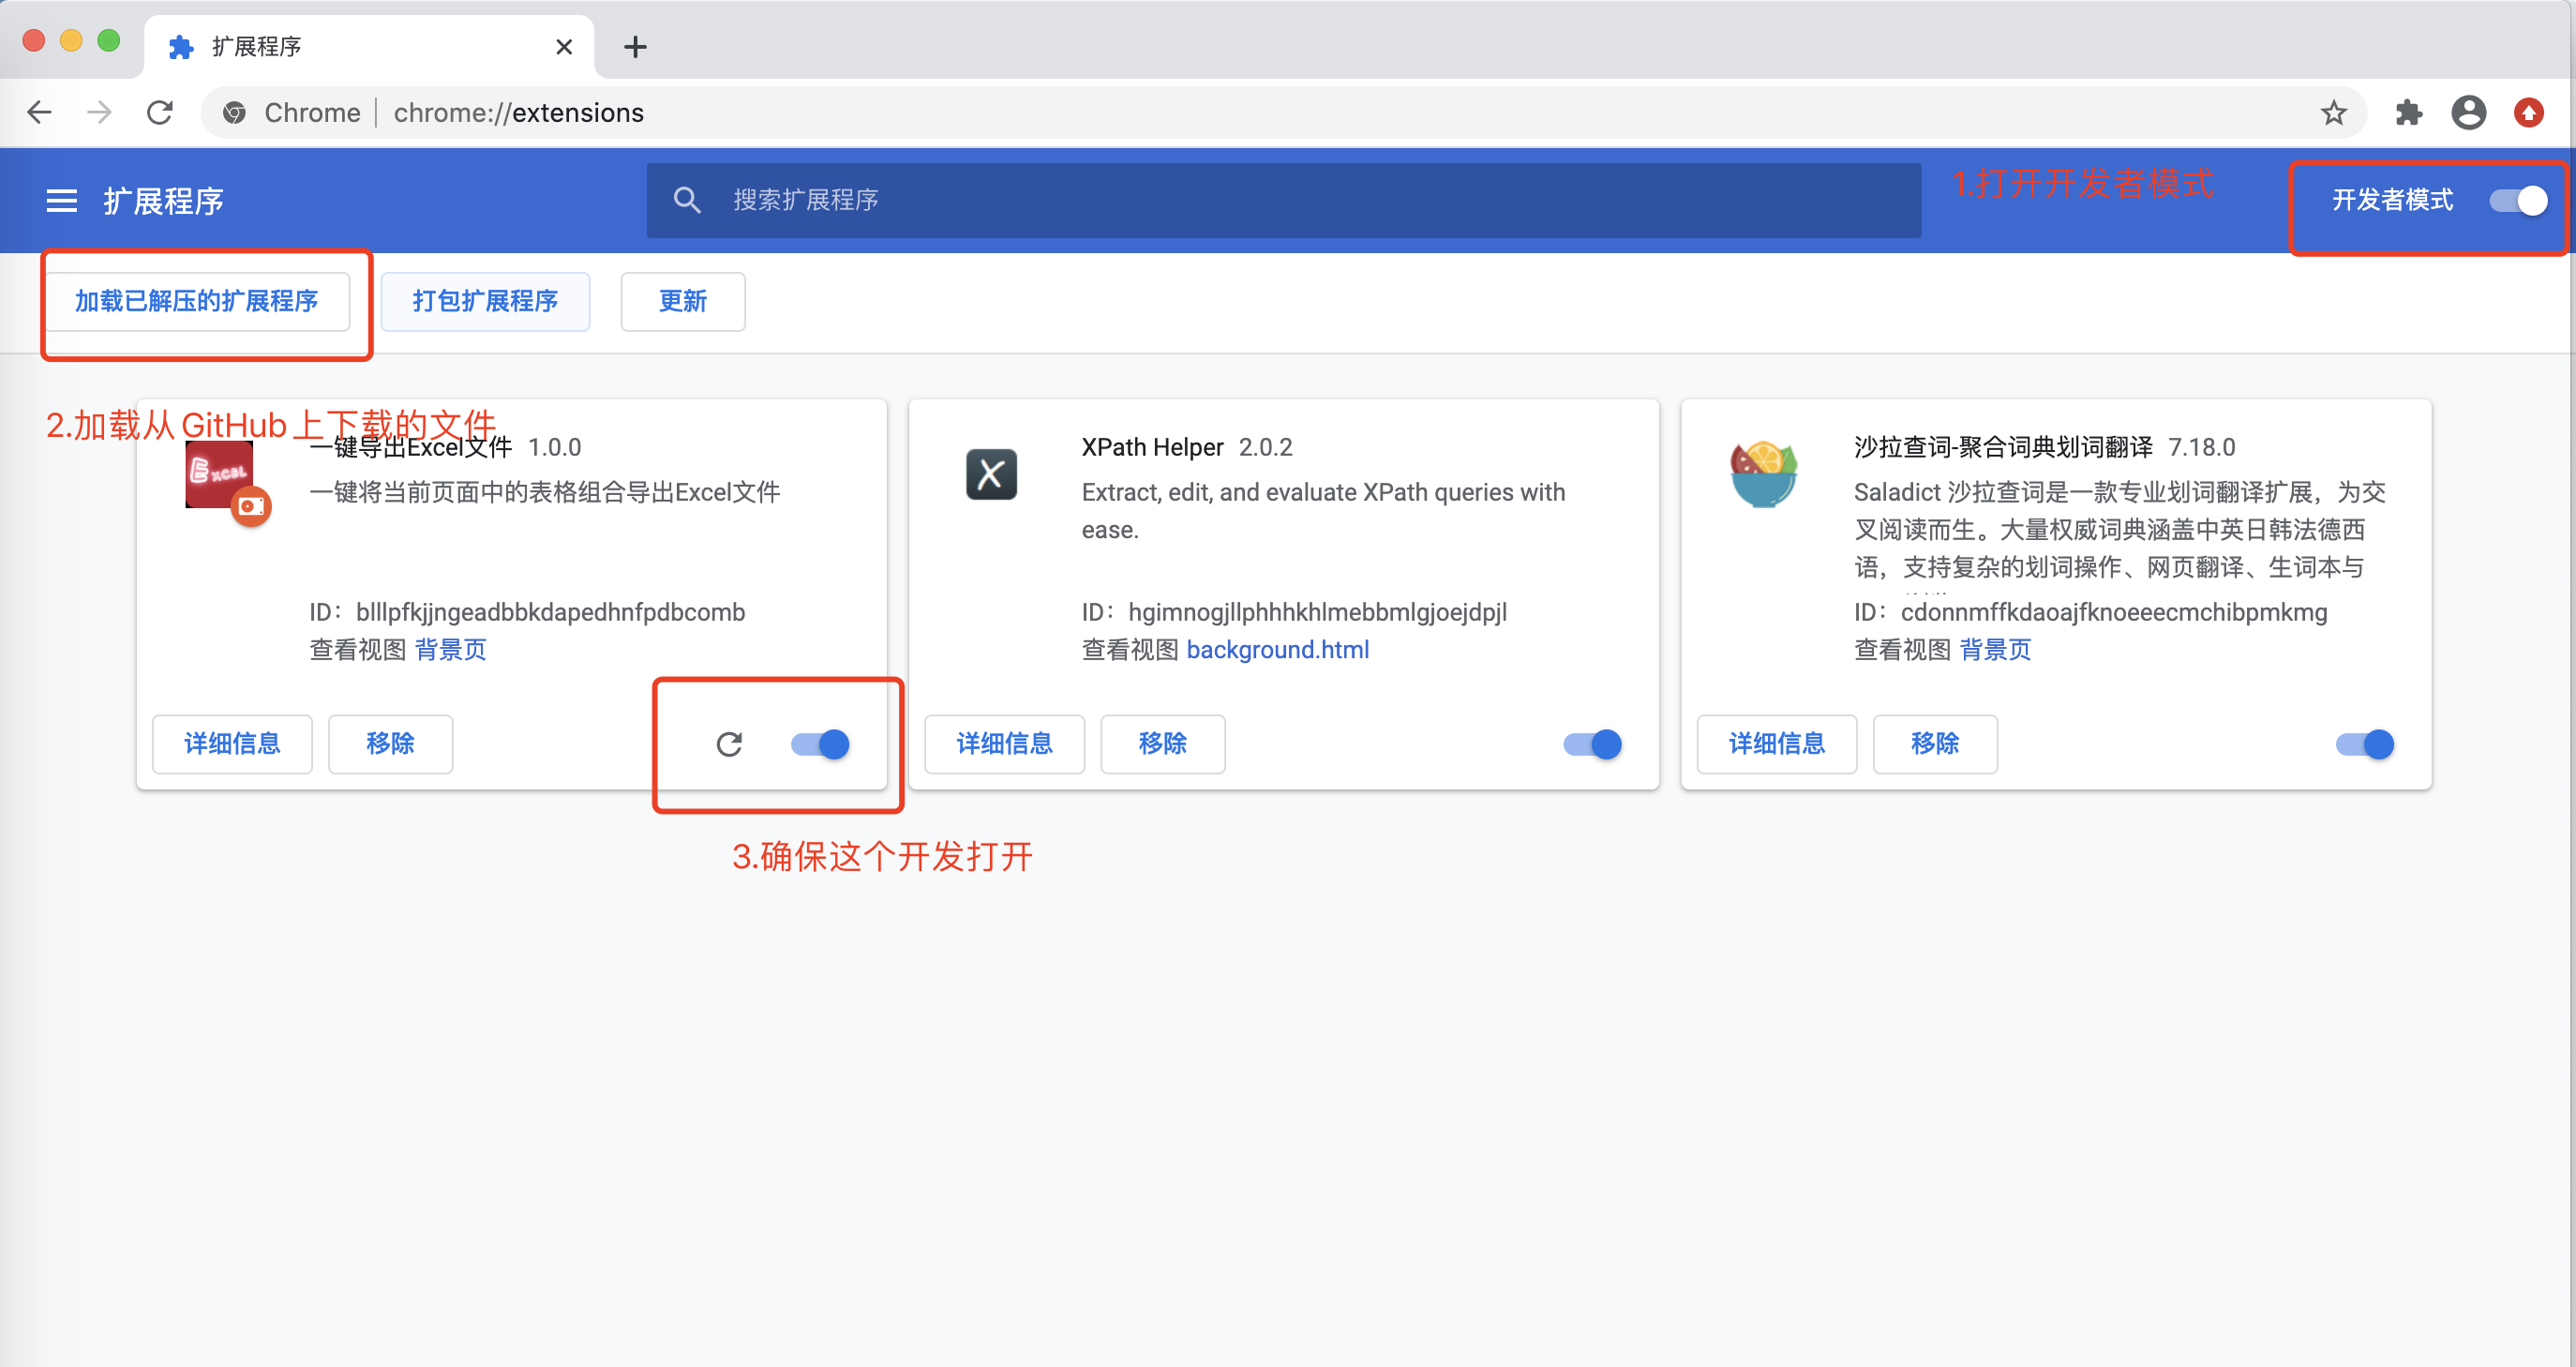 扩展程序
Chrome
chrome://extensions
扩展程序
搜索扩展程序
1.打开开发者模式
开发者模式
加载已解压的扩展程序
打包扩展程序
更新
2.加载从GitHub上下载的文件
Excel
一键导出Excel文件 1.0.0
一键将当前页面中的表格组合导出Excel文件
ID：blllpfkjjngeadbbkdapedhnfpdbcomb
查看视图 背景页
详细信息
移除
XPath Helper 2.0.2
Extract, edit, and evaluate XPath queries with
ease.
ID：hgimnogjllphhhkhlmebbmlgjoejdpjl
查看视图 background.html
详细信息
移除
沙拉查词-聚合词典划词翻译 7.18.0
Saladict 沙拉查词是一款专业划词翻译扩展，为交
叉阅读而生。大量权威词典涵盖中英日韩法德西
语，支持复杂的划词操作、网页翻译、生词本与
ID：cdonnmffkdaoajfknoeeecmchibpmkmg
查看视图 背景页
详细信息
移除
3.确保这个开发打开